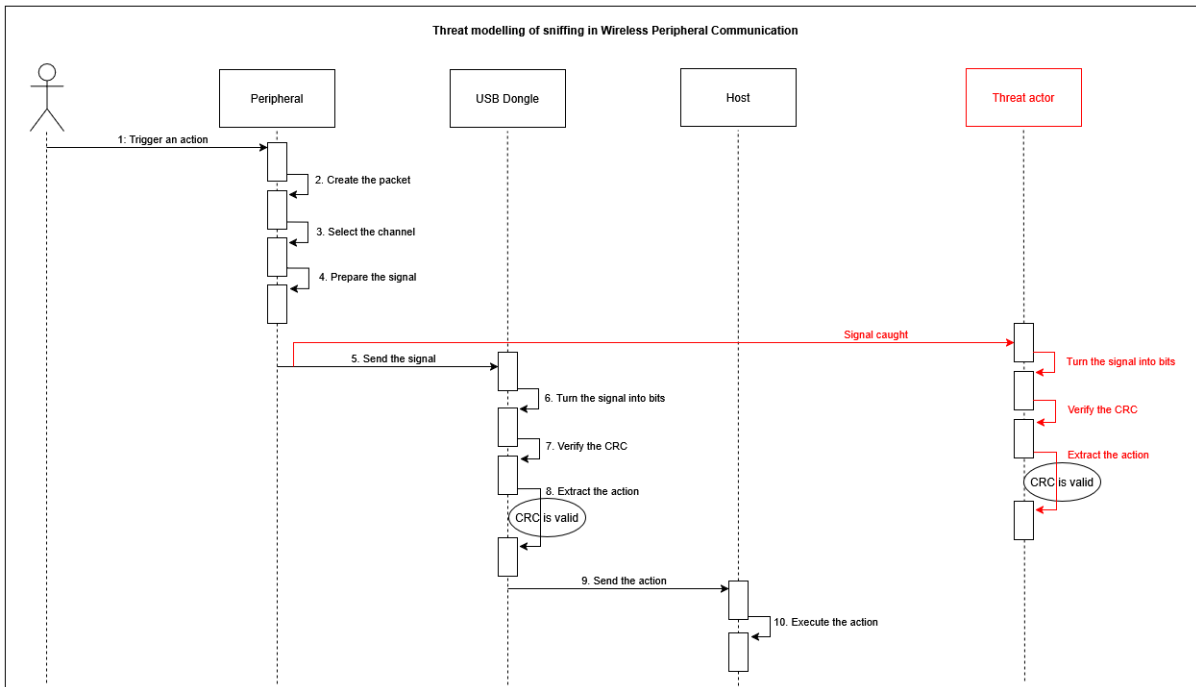 Threat modelling of sniffing in Wireless Peripheral Communication
Peripheral
USB Dongle
Host
Threat actor
1: Trigger an action
2. Create the packet
3. Select the channel
4. Prepare the signal
Signal caught
5. Send the signal
Turn the signal into bits
6. Turn the signal into bits
Verify the CRC
7. Verify the CRC
Extract the action
CRC is valid
8. Extract the action
CRC is valid
9. Send the action
10. Execute the action